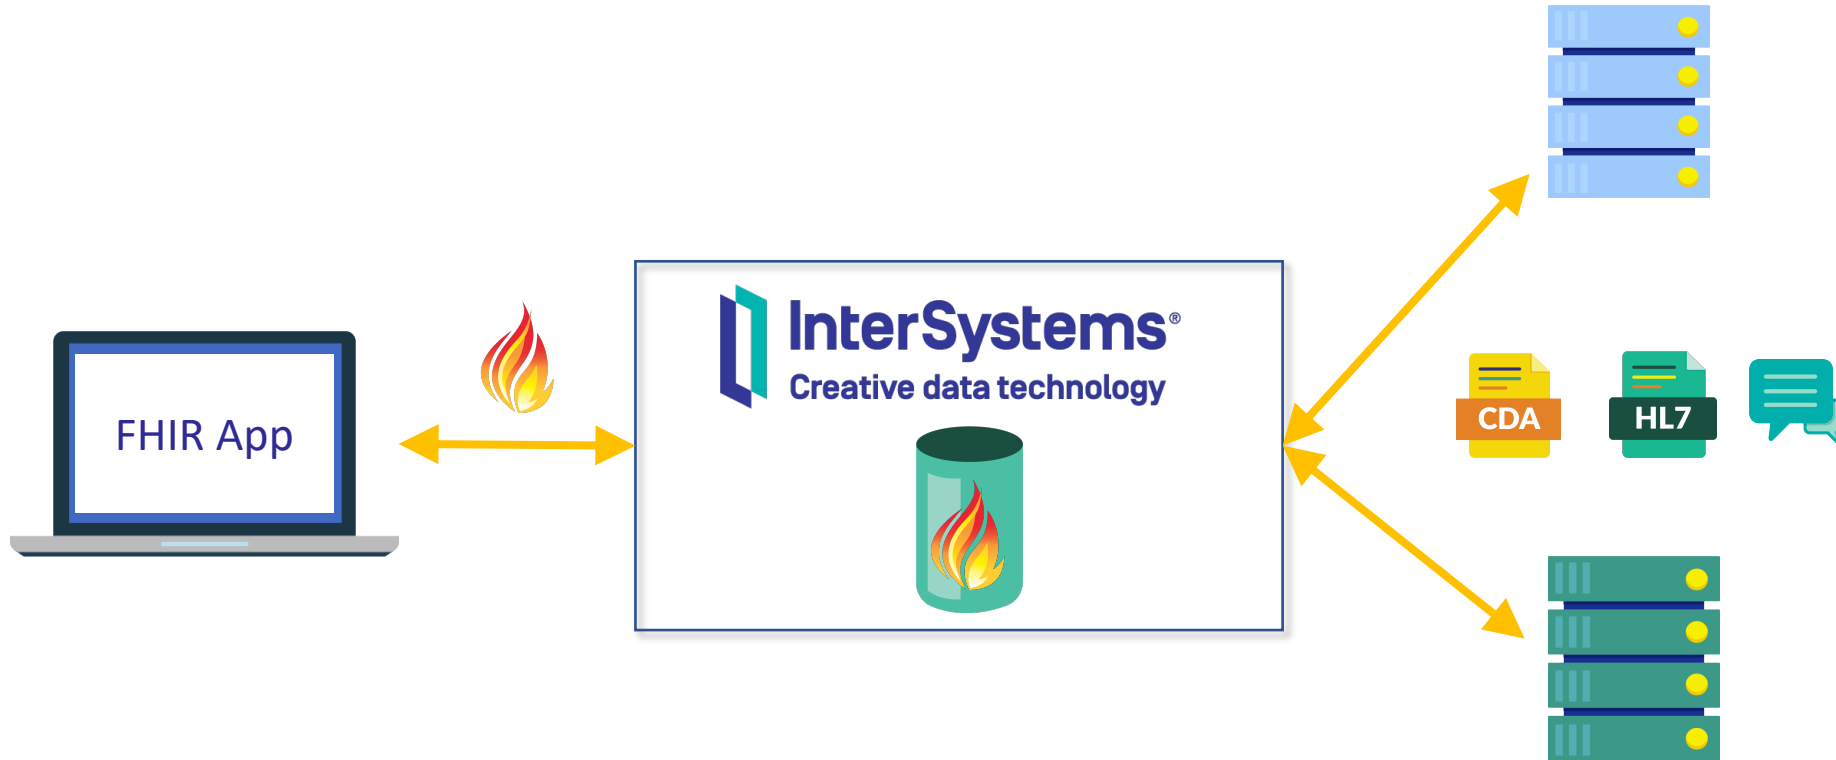 FHIR App
InterSystems®
Creative data technology
CDA
HL7